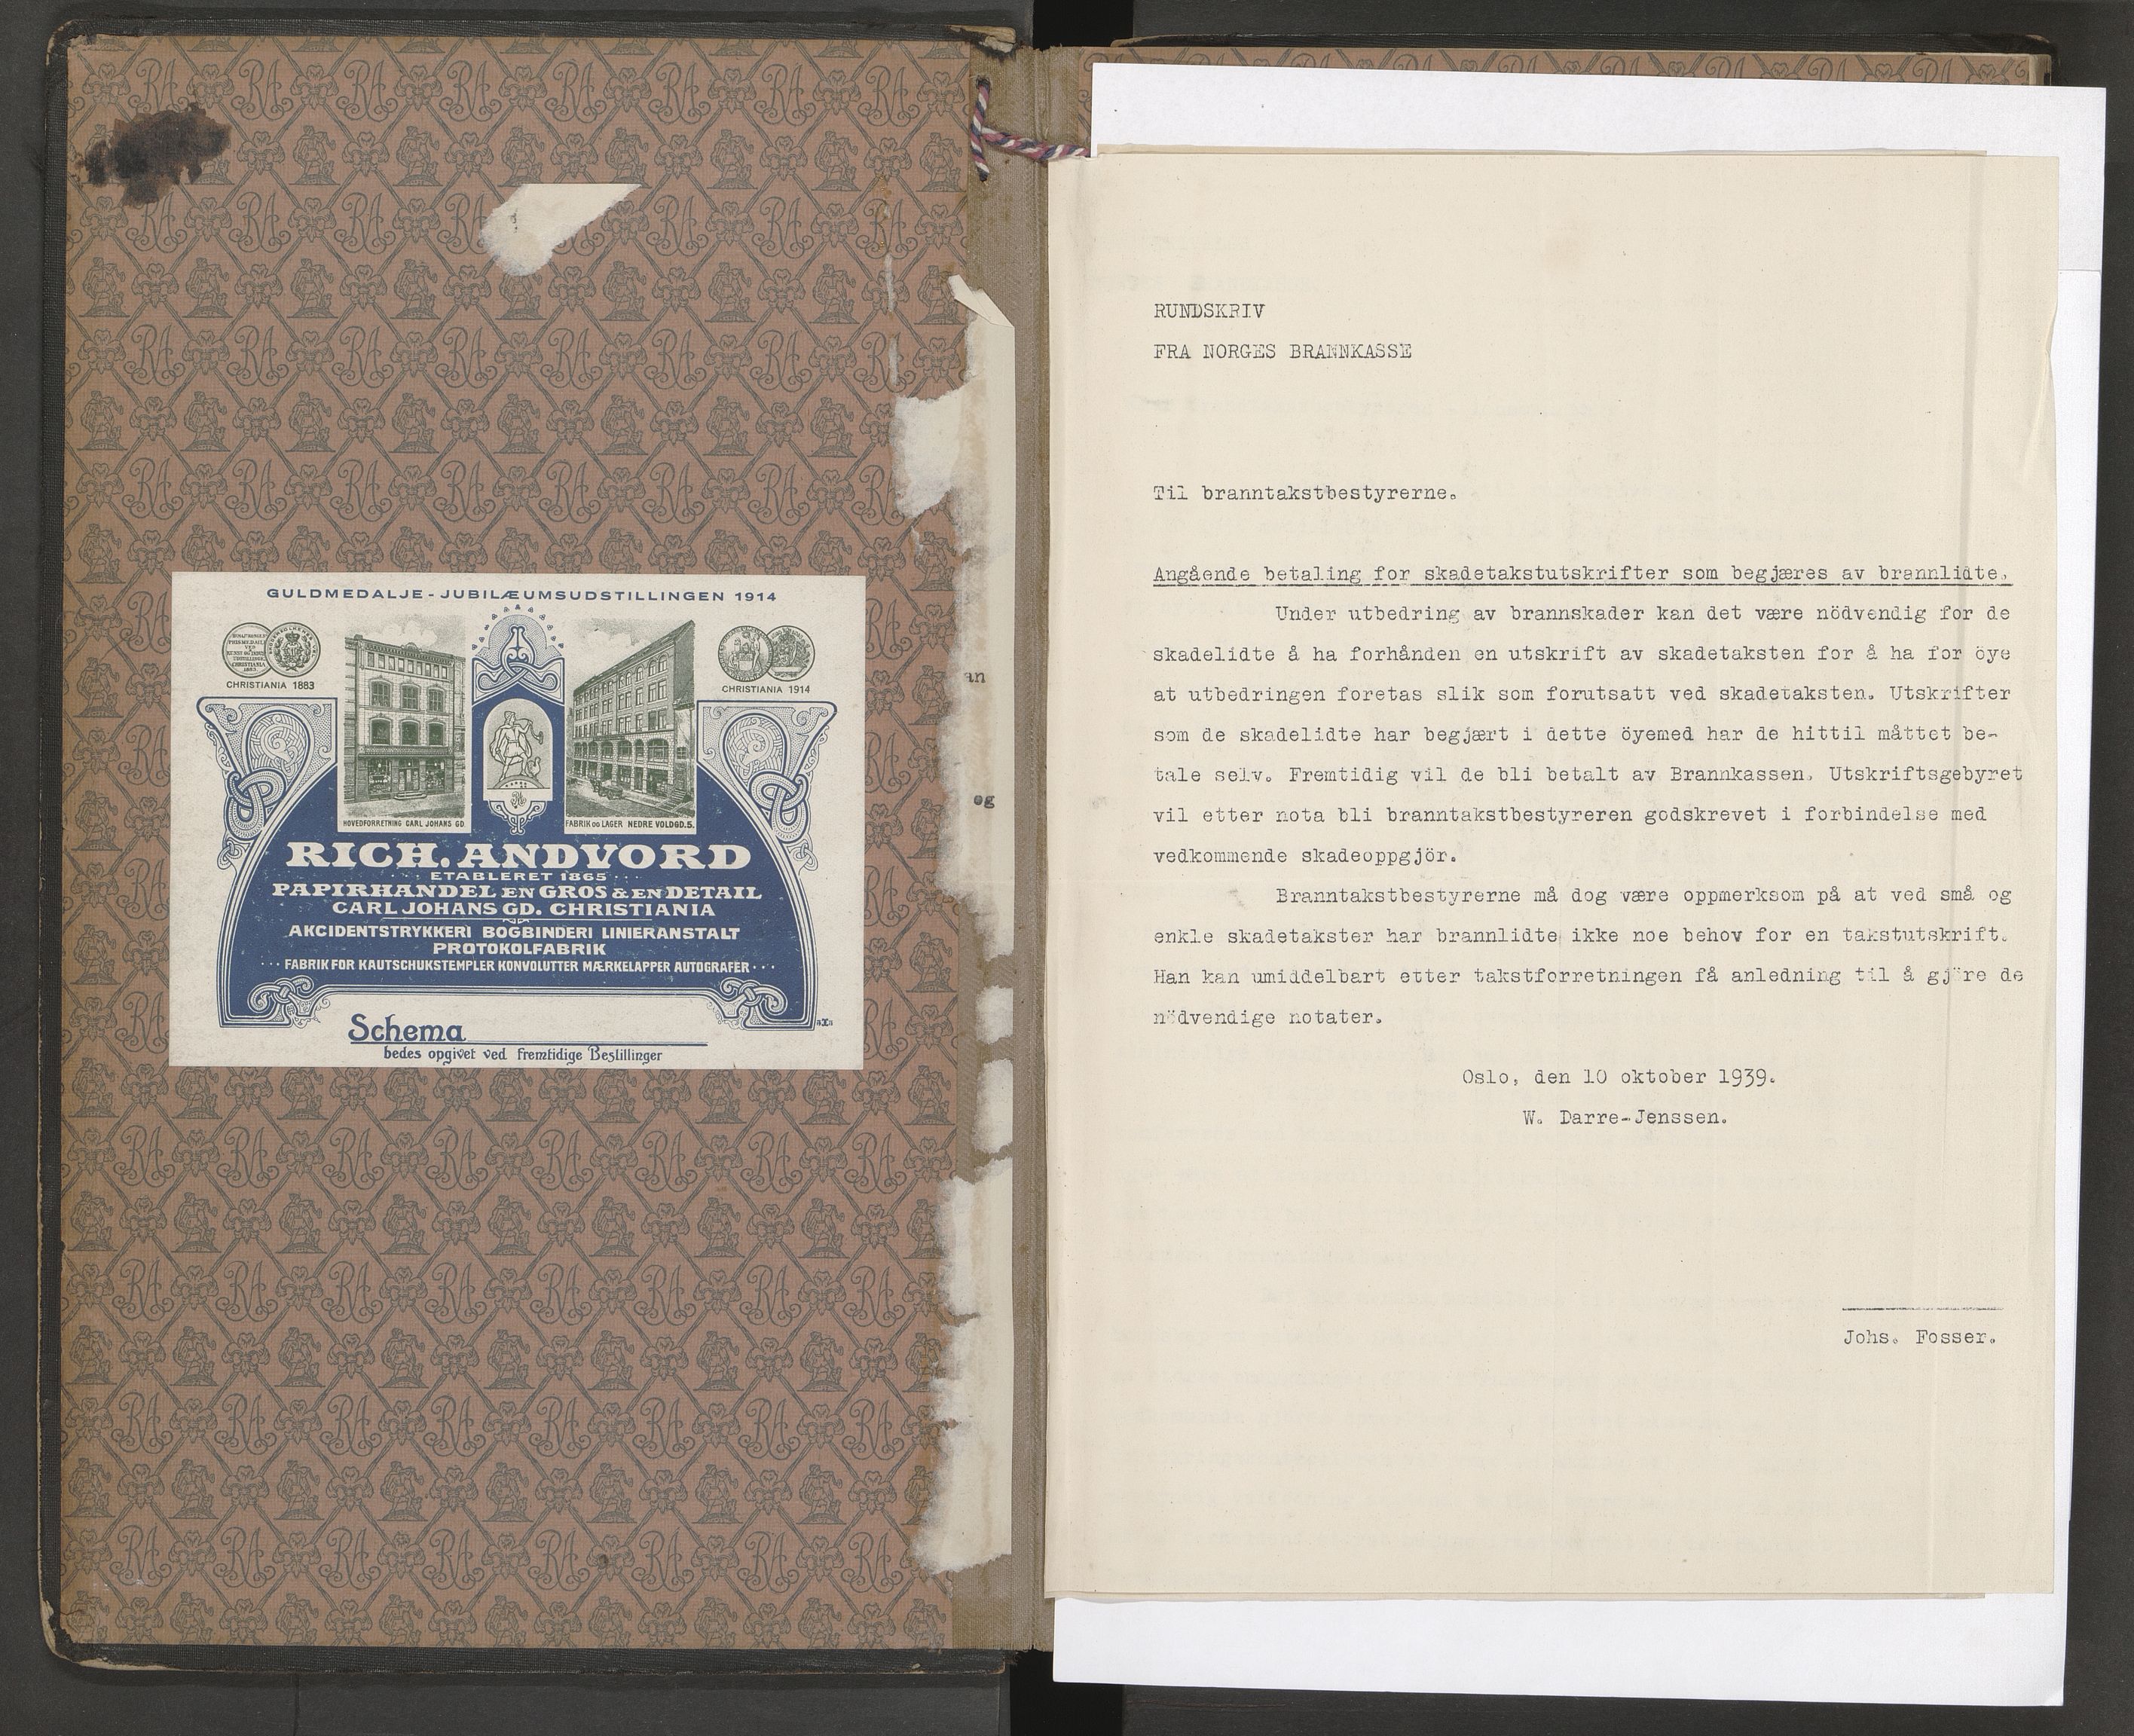 GULDMEDALJE-JUBILÆUMSUDSTILLINGEN 1914
CHRISTIANIA 1883
CHRISTIANIA 1914
HOVEDFORRETNING CARL JOHANS GD
FABRIK OG LAGER NEDRE VOLDGD.5.
RICH. ANDVORD
ETABLERET 1865
PAPIRHANDEL EN GROS & EN DETAIL
CARL JOHANS GD. CHRISTIANIA
AKCIDENTSTRYKKERI BOGBINDERI LINIERANSTALT
PROTOKOLFABRIK
FABRIK FOR KAUTSCHUKSTEMPLER KONVOLUTTER MÆRKELAPPER AUTOGRAFER
Schema
bedes opgivet ved fremtidige Bestillinger
an
og
RUNDSKRIV
FRA NORGES BRANNKASSE
Til branntakstbestyrerne.
Angående betaling for skadetakstutskrifter som begjæres av brannlidte.
Under utbedring av brannskader kan det være nödvendig for de
skadelidte å ha forhånden en utskrift av skadetaksten for å ha for öye
at utbedringen foretas slik som forutsatt ved skadetaksten. Utskrifter
som de skadelidte har begjært i dette öyemed har de hittil måttet be-
tale selv. Fremtidig vil de bli betalt av Brannkassen. Utskriftsgebyret
vil etter nota bli branntakstbestyreren godskrevet i forbindelse med
vedkommende skadeoppgjör.
Branntakstbestyrerne må dog være oppmerksom på at ved små og
enkle skadetakster har brannlidte ikke noe behov for en takstutskrift.
Han kan umiddelbart etter takstforretningen få anledning til å gjöre de
nödvendige notater.
Oslo, den 10 oktober 1939.
W. Darre-Jenssen.
Johs. Fosser.